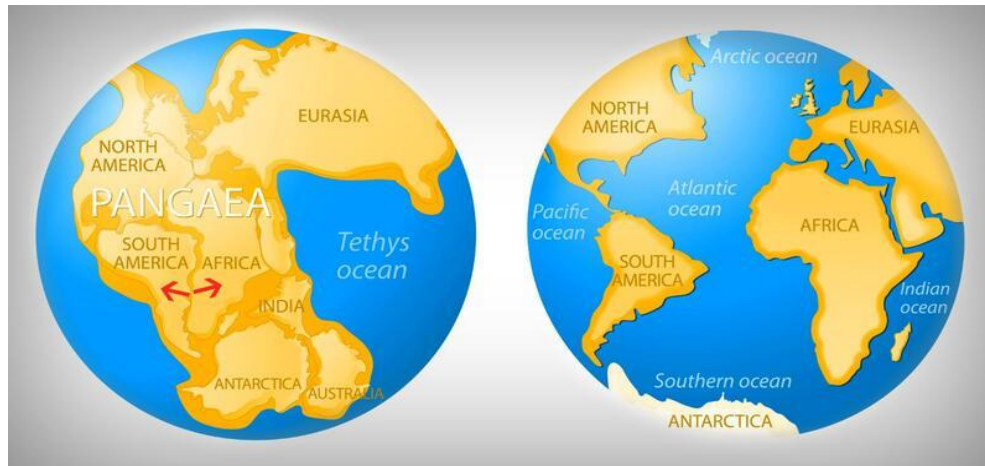 EURASIA
NORTH
AMERICA
PANGAEA
SOUTH
AMERICA
AFRICA
Tethys
ocean
INDIA
ANTARCTICA
AUSTRALIA
Arctic ocean
NORTH
AMERICA
EURASIA
Atlantic
ocean
Pacific
ocean
AFRICA
SOUTH
AMERICA
Indian
ocean
Southern ocean
ANTARCTICA